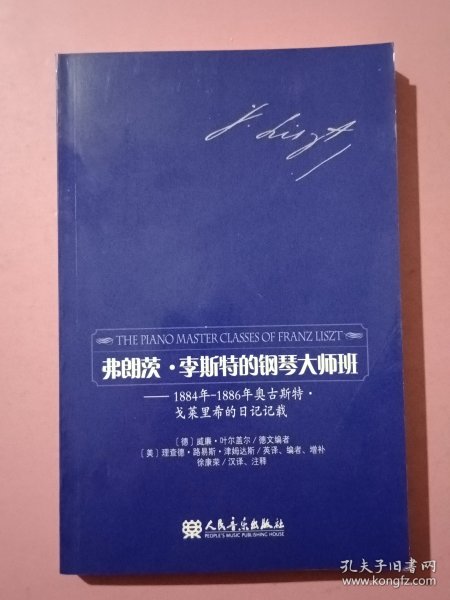 F. Liszt
THE PIANO MASTER CLASSES OF FRANZ LISZT
弗朗茨·李斯特的钢琴大师班
——1884年-1886年奥古斯特·
戈莱里希的日记记载
〔德〕威廉·叶尔盖尔/德文编者
〔美〕理查德·路易斯·津姆达斯/英译、编者、增补
徐康荣/汉译、注释
人民音乐出版社
PEOPLE'S MUSIC PUBLISHING HOUSE
孔夫子旧书网
www.kongfz.com